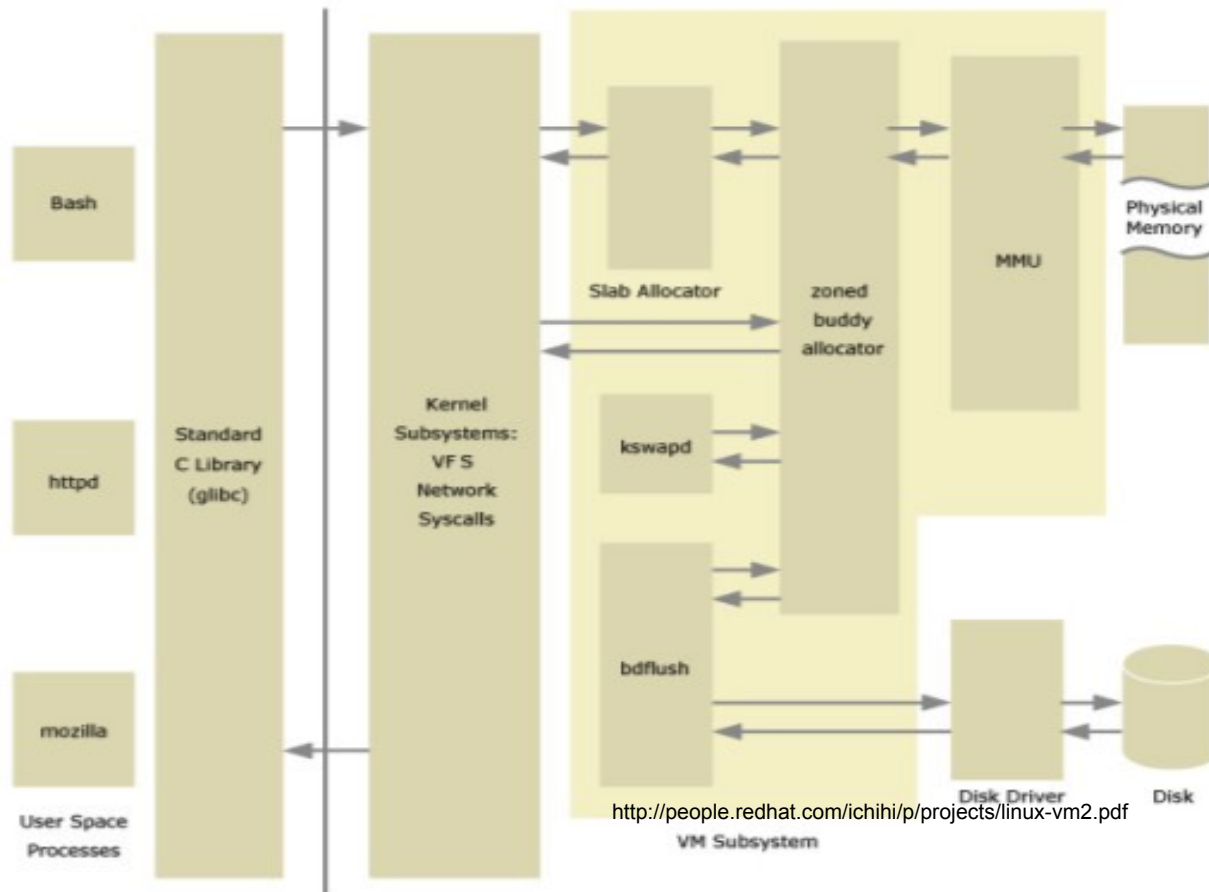 Bash
httpd
mozilla
User Space
Processes
Standard
C Library
(glibc)
Kernel
Subsystems:
VF S
Network
Syscalls
Slab Allocator
kswapd
bdflush
zoned
buddy
allocator
MMU
Physical
Memory
Disk Driver
Disk
http://people.redhat.com/ichihi/p/projects/linux-vm2.pdf
VM Subsystem